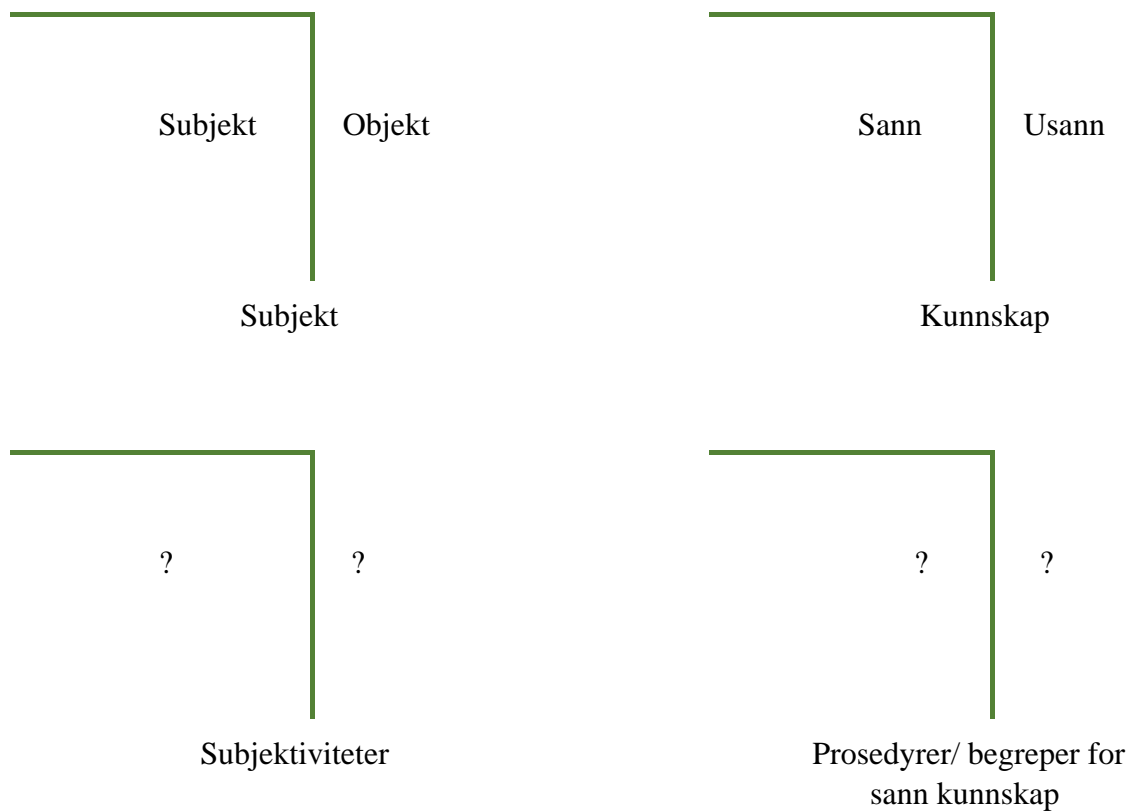 Subjekt Objekt
Sann Usann
Subjekt
Kunnskap
? ?
? ?
Subjektiviteter
Prosedyrer/ begreper for
sann kunnskap